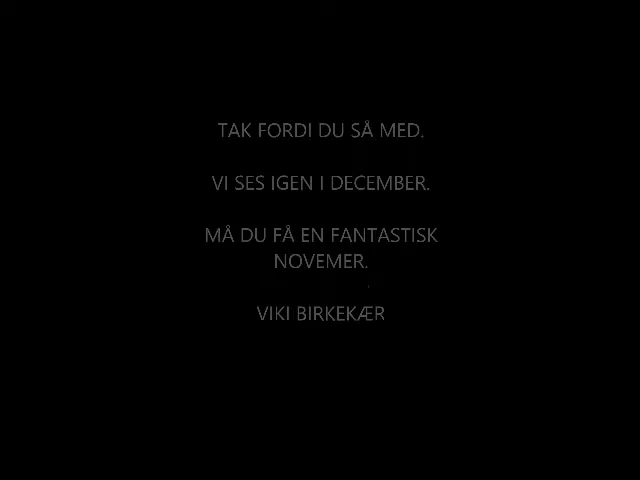 TAK FORDI DU SÅ MED.
VI SES IGEN I DECEMBER.
MÅ DU FÅ EN FANTASTISK
NOVEMER.
VIKI BIRKEKÆR